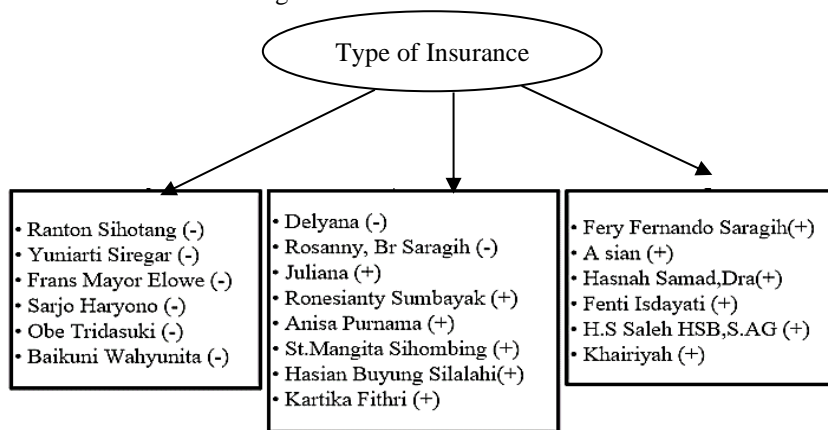 Type of Insurance
• Ranton Sihotang (-)
• Yuniarti Siregar (-)
• Frans Mayor Elowe (-)
• Sarjo Haryono (-)
• Obe Tridasuki (-)
• Baikuni Wahyunita (-)
• Delyana (-)
• Rosanny, Br Saragih (-)
• Juliana (+)
• Ronesianty Sumbayak (+)
• Anisa Purnama (+)
• St.Mangita Sihombing (+)
• Hasian Buyung Silalahi(+)
• Kartika Fithri (+)
• Fery Fernando Saragih(+)
• A sian (+)
• Hasnah Samad,Dra(+)
• Fenti Isdayati (+)
• H.S Saleh HSB,S.AG (+)
• Khairiyah (+)